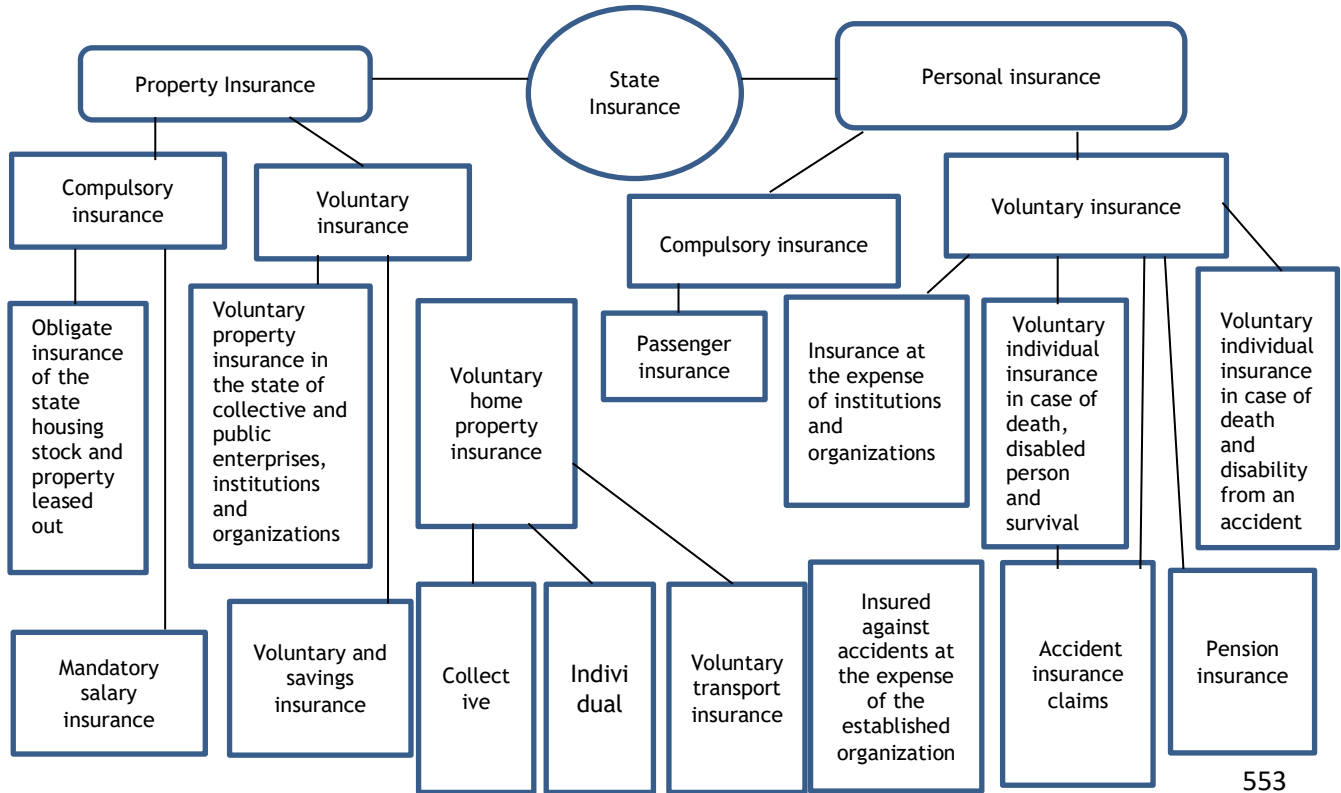 Property Insurance
State
Insurance
Personal insurance
Compulsory
insurance
Voluntary
insurance
Compulsory insurance
Voluntary insurance
Obligate
insurance
of the
state
housing
stock and
property
leased
out
Voluntary
property
insurance in
the state of
collective and
public
enterprises,
institutions
and
organizations
Voluntary
home
property
insurance
Passenger
insurance
Insurance at
the expense
of institutions
and
organizations
Voluntary
individual
insurance
in case of
death,
disabled
person
and
survival
Voluntary
individual
insurance
in case of
death
and
disability
from an
accident
Mandatory
salary
insurance
Voluntary and
savings
insurance
Collect
ive
Indivi
dual
Voluntary
transport
insurance
Insured
against
accidents at
the expense
of the
established
organization
Accident
insurance
claims
Pension
insurance
553